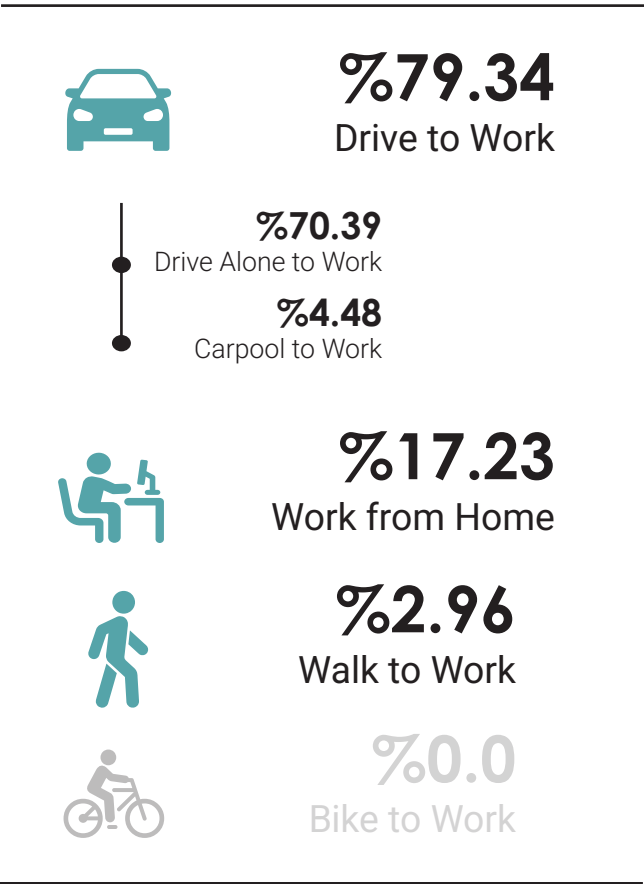 %79.34
Drive to Work
%70.39
Drive Alone to Work
%4.48
Carpool to Work
%17.23
Work from Home
%2.96
Walk to Work
%0.0
Bike to Work